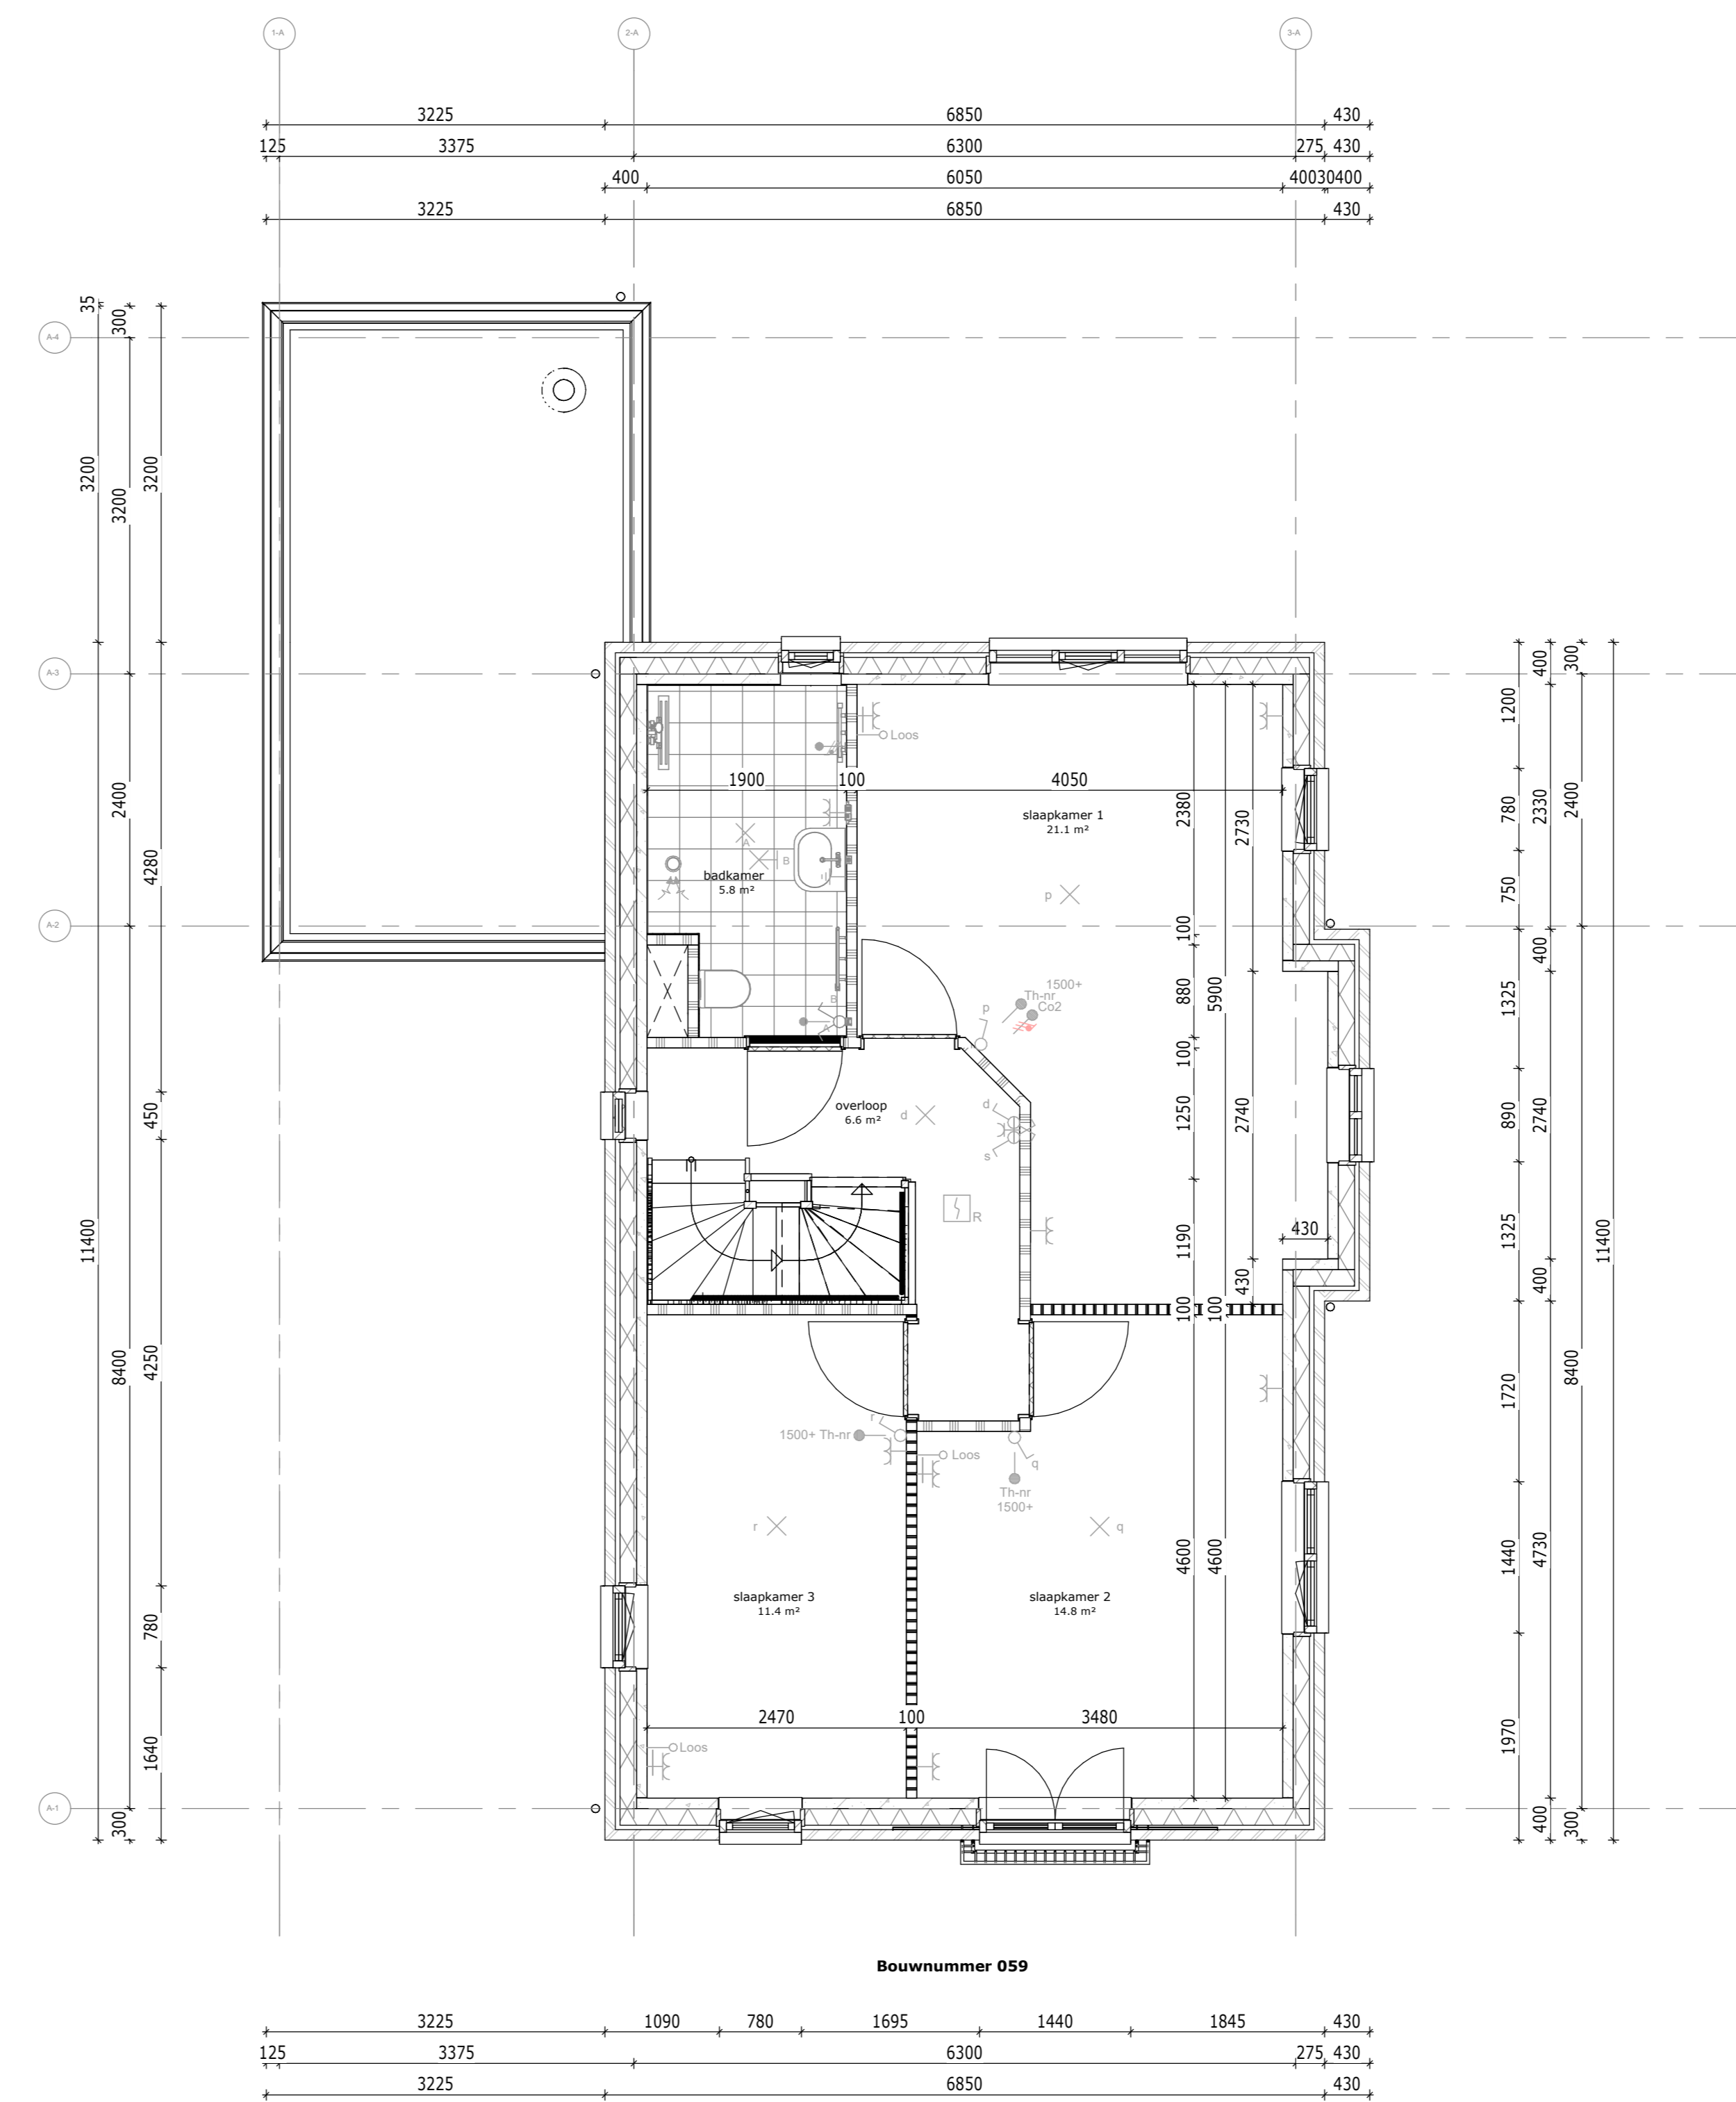 1-A
2-A
3-A
3225
6850
430
125
3375
6300
275
430
400
6050
400
30
400
3225
6850
430
35
300
A-4
3200
3200
3200
A-3
400
300
1200
Loos
1900
100
4050
2400
2380
2730
780
2330
2400
slaapkamer 1
21.1 m²
4280
A
B
badkamer
5.8 m²
p
750
A-2
100
400
1500+
Th-nr
Co2
880
5900
1325
B
A
p
100
450
overloop
6.6 m²
d
d
s
1250
2740
890
2740
R
11400
1190
430
1325
11400
430
400
100
100
8400
4250
8400
1720
r
1500+ Th-nr
Loos
q
Th-nr
1500+
r
q
4600
4600
1440
4730
slaapkamer 3
11.4 m²
slaapkamer 2
14.8 m²
780
2470
100
3480
1640
Loos
1970
A-1
300
400
300
Bouwnummer 059
3225
1090
780
1695
1440
1845
430
125
3375
6300
275
430
3225
6850
430